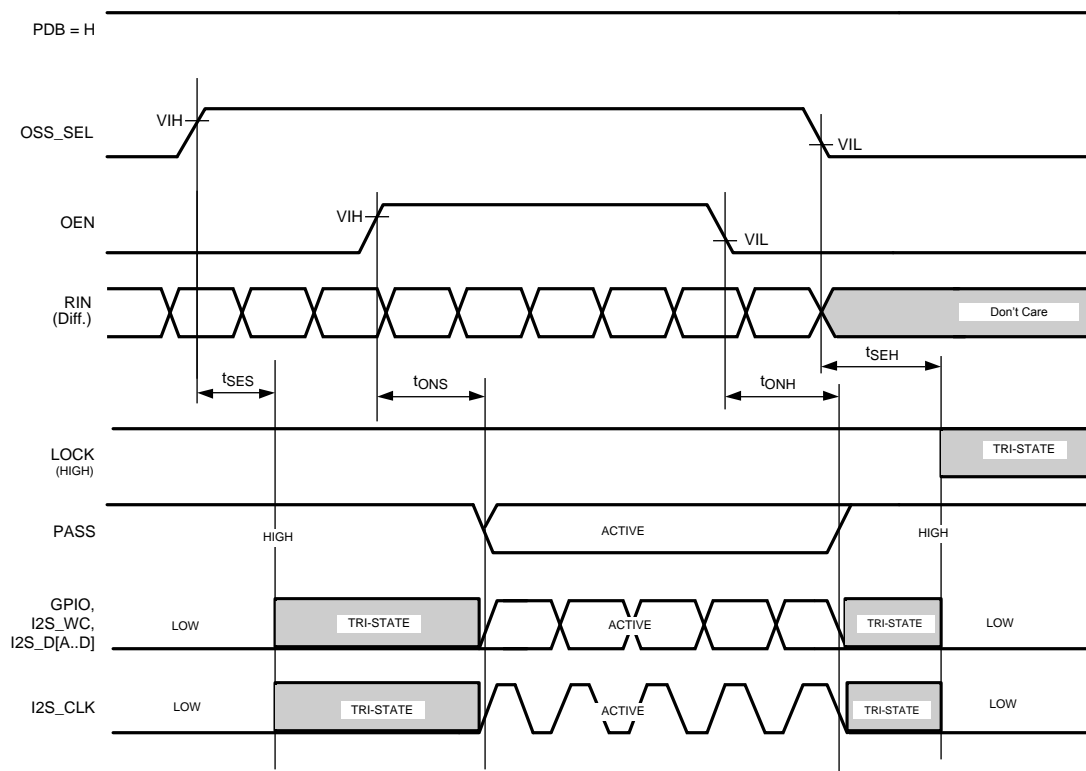 PDB = H
OSS_SEL
VIH
VIL
OEN
VIH
VIL
RIN
(Diff.)
Don't Care
tSES
tONS
tONH
tSEH
LOCK
(HIGH)
TRI-STATE
PASS
HIGH
ACTIVE
HIGH
GPIO,
I2S_WC,
I2S_D[A..D]
LOW
TRI-STATE
ACTIVE
TRI-STATE
LOW
I2S_CLK
LOW
TRI-STATE
ACTIVE
TRI-STATE
LOW